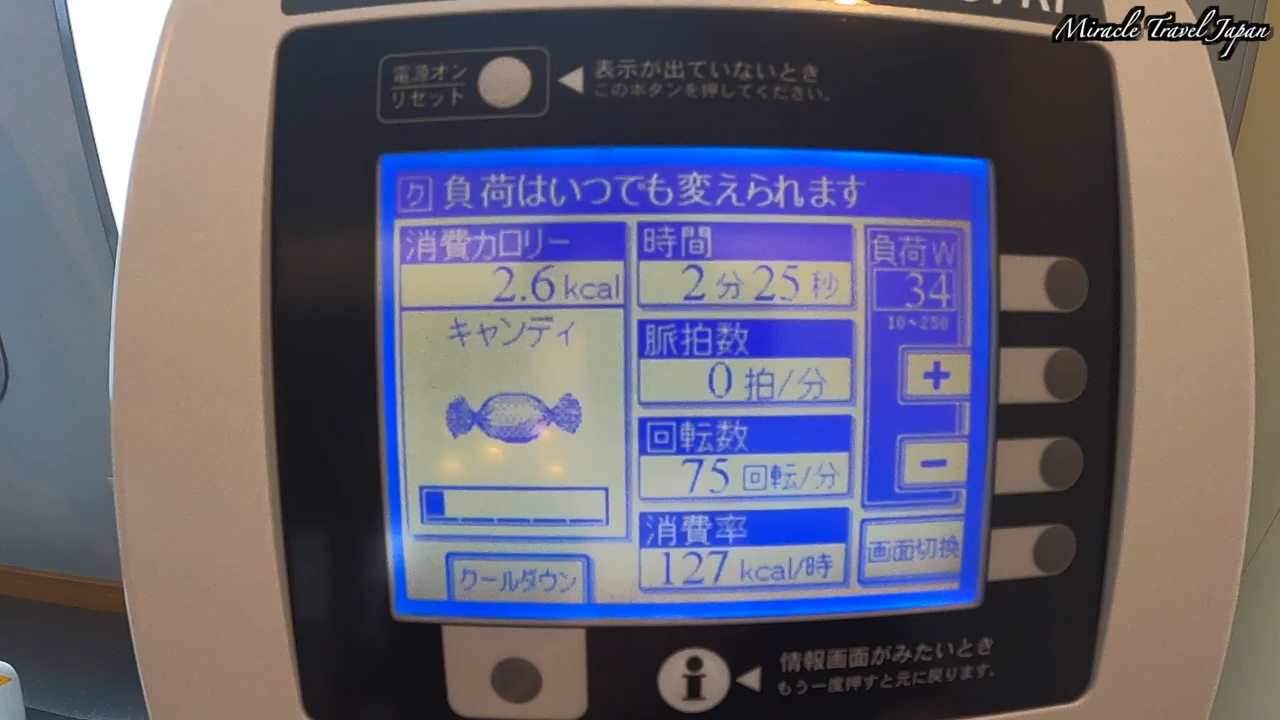 Miracle Travel Japan
電源オン
リセット
表示が出ていないとき
このボタンを押してください。
ク 負荷はいつでも変えられます
消費カロリー
2.6 kcal
キャンディ
クールダウン
時間
2分25秒
脈拍数
0拍/分
回転数
75回転/分
消費率
127 kcal/時
負荷W
34
10~250
+
-
画面切換
i
情報画面がみたいとき
もう一度押すと元に戻ります。